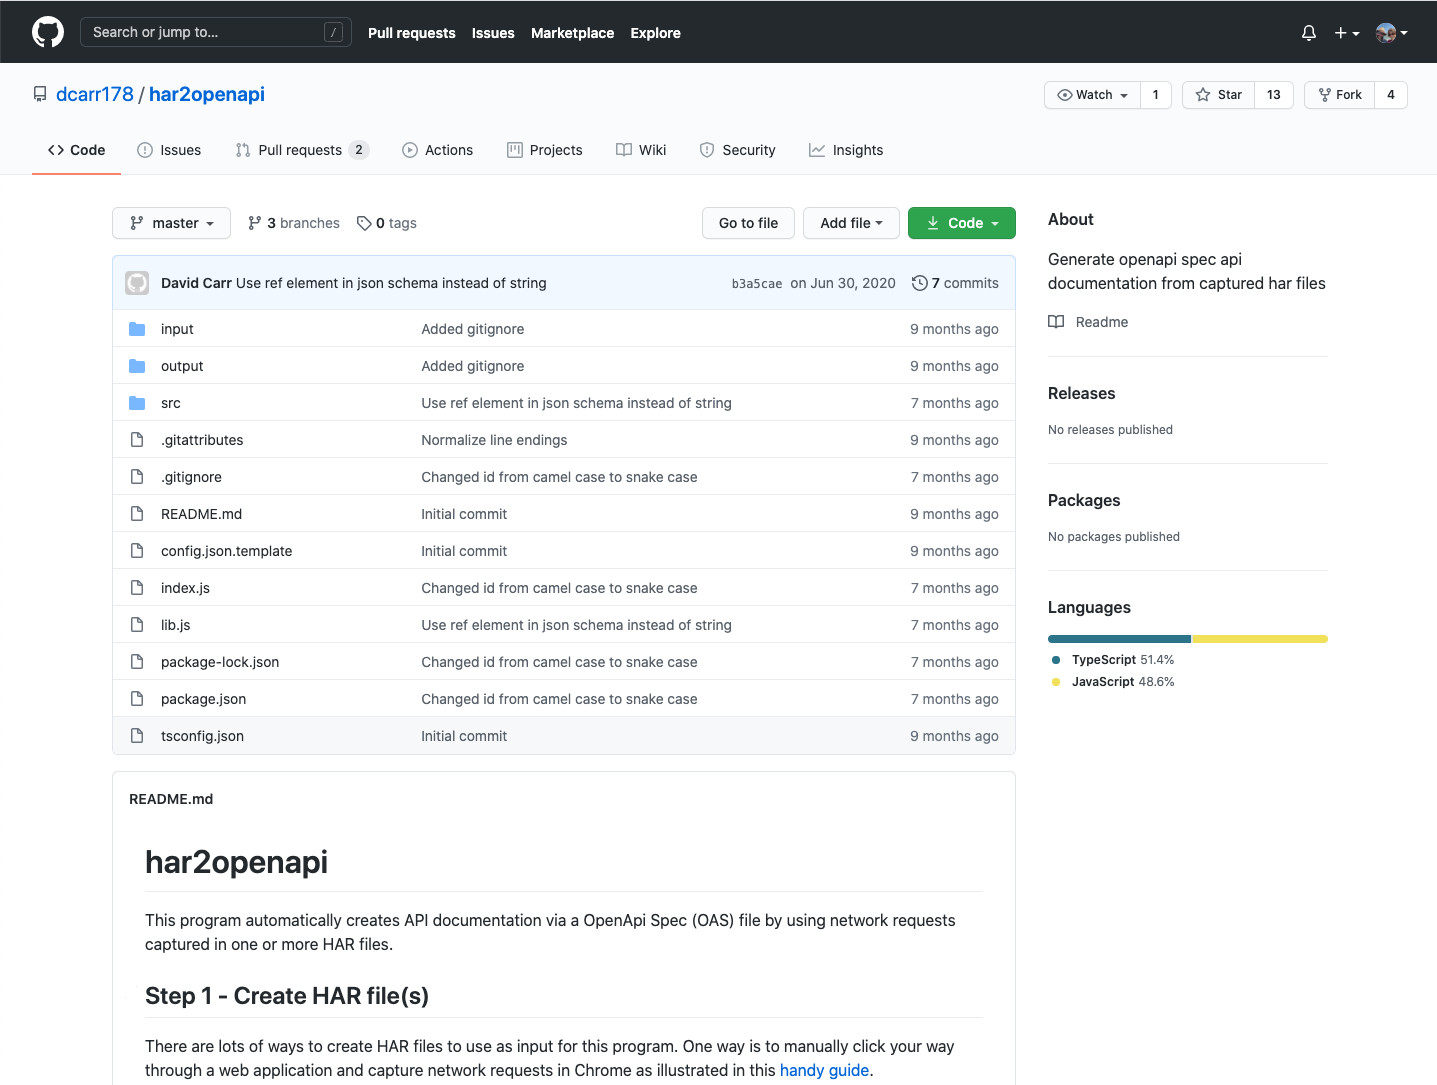 Search or jump to… / Pull requests Issues Marketplace Explore
dcarr178 / har2openapi Watch 1 Star 13 Fork 4
Code Issues Pull requests 2 Actions Projects Wiki Security Insights
master 3 branches 0 tags Go to file Add file Code
David Carr Use ref element in json schema instead of string b3a5cae on Jun 30, 2020 7 commits
input Added gitignore 9 months ago
output Added gitignore 9 months ago
src Use ref element in json schema instead of string 7 months ago
.gitattributes Normalize line endings 9 months ago
.gitignore Changed id from camel case to snake case 7 months ago
README.md Initial commit 9 months ago
config.json.template Initial commit 9 months ago
index.js Changed id from camel case to snake case 7 months ago
lib.js Use ref element in json schema instead of string 7 months ago
package-lock.json Changed id from camel case to snake case 7 months ago
package.json Changed id from camel case to snake case 7 months ago
tsconfig.json Initial commit 9 months ago
README.md
har2openapi
This program automatically creates API documentation via a OpenApi Spec (OAS) file by using network requests
captured in one or more HAR files.
Step 1 - Create HAR file(s)
There are lots of ways to create HAR files to use as input for this program. One way is to manually click your way
through a web application and capture network requests in Chrome as illustrated in this handy guide.
About
Generate openapi spec api
documentation from captured har files
Readme
Releases
No releases published
Packages
No packages published
Languages
TypeScript 51.4%
JavaScript 48.6%